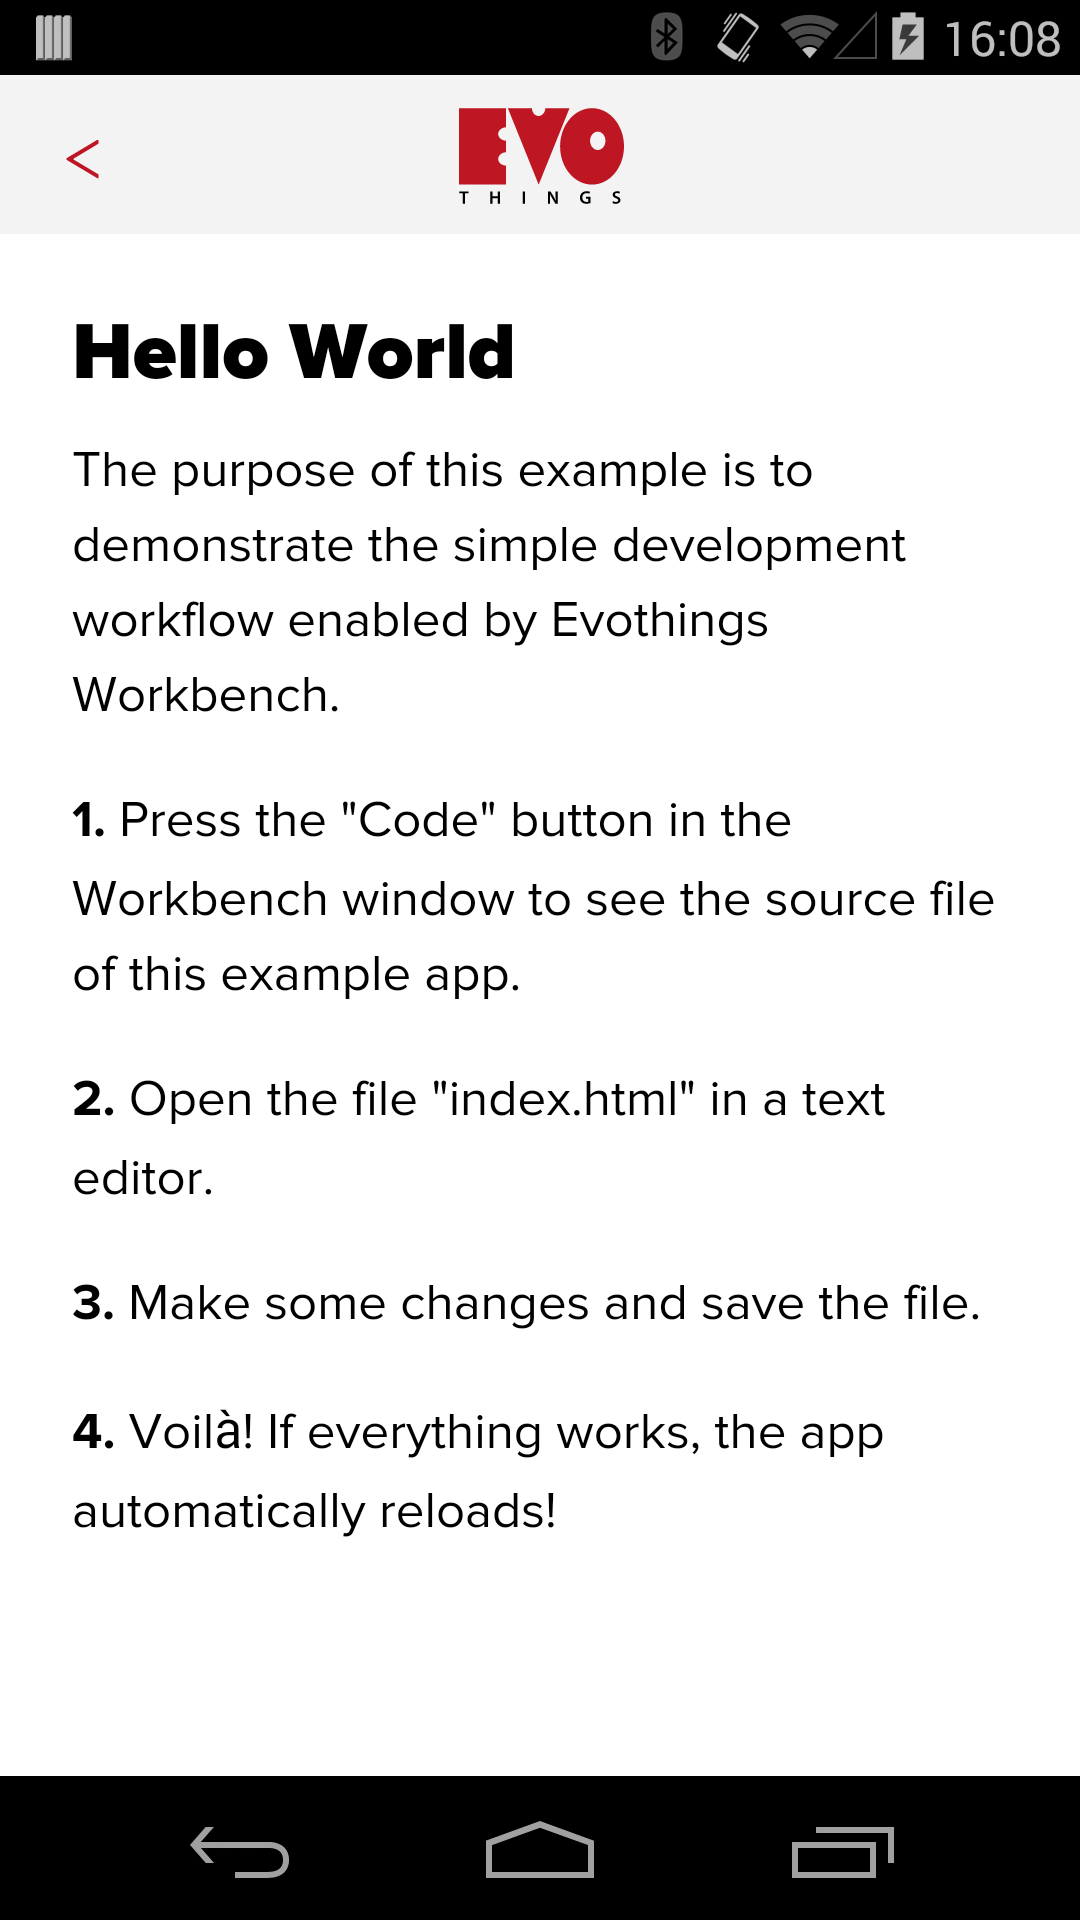 16:08
EVO
THINGS
<
Hello World
The purpose of this example is to
demonstrate the simple development
workflow enabled by Evothings
Workbench.
1. Press the "Code" button in the
Workbench window to see the source file
of this example app.
2. Open the file "index.html" in a text
editor.
3. Make some changes and save the file.
4. Voilà! If everything works, the app
automatically reloads!